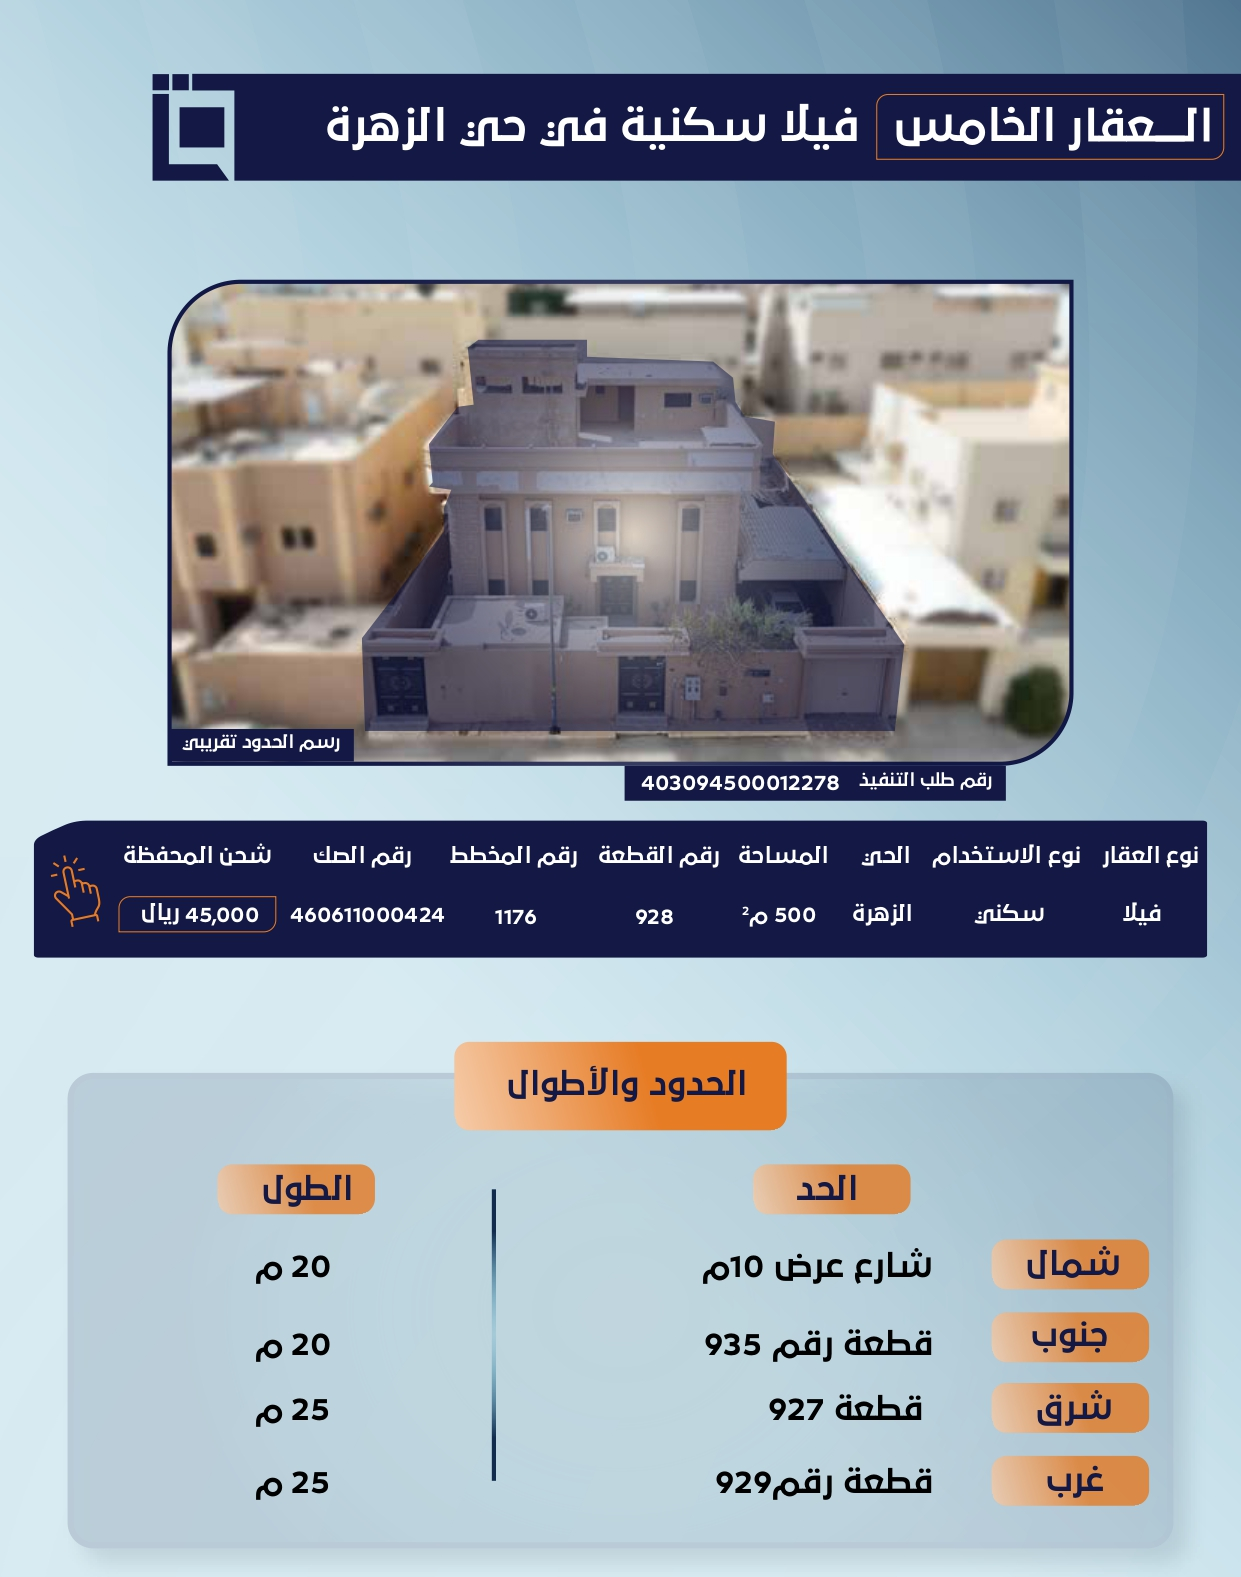 العقار الخامس فيلا سكنية في حي الزهرة
رسم الحدود تقريبي
رقم طلب التنفيذ 403094500012278
نوع العقار نوع الاستخدام الحي المساحة رقم القطعة رقم المخطط رقم الصك شحن المحفظة
فيلا سكني الزهرة 500 م² 928 1176 460611000424 45,000 ريال
الحدود والأطوال
الحد الطول
شمال شارع عرض 10م 20 م
جنوب قطعة رقم 935 20 م
شرق قطعة 927 25 م
غرب قطعة رقم929 25 م